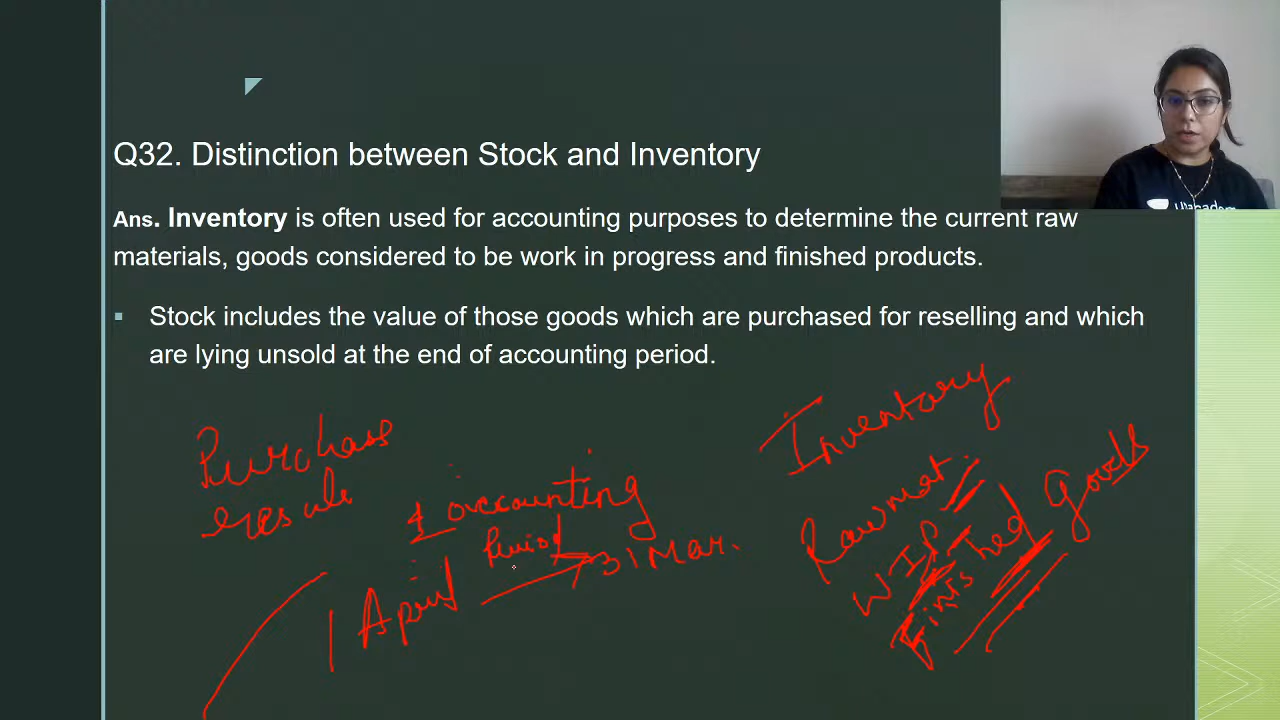 Q32. Distinction between Stock and Inventory
Ans. Inventory is often used for accounting purposes to determine the current raw
materials, goods considered to be work in progress and finished products.
▪ Stock includes the value of those goods which are purchased for reselling and which
are lying unsold at the end of accounting period.
Purchase
resale
1 accounting
Period
1 April
31 Mar.
Inventory
Rawmat.
WIP
Finished Goods